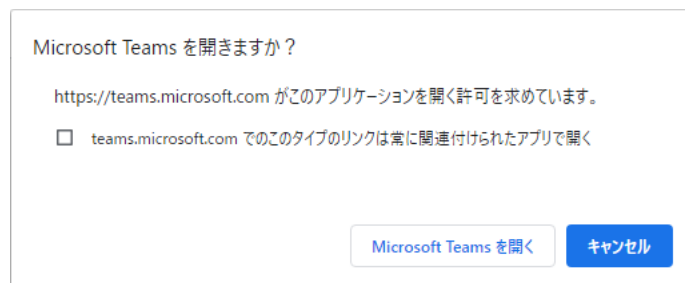 Microsoft Teams を開きますか？
https://teams.microsoft.com がこのアプリケーションを開く許可を求めています。
teams.microsoft.com でのこのタイプのリンクは常に関連付けられたアプリで開く
Microsoft Teams を開く
キャンセル